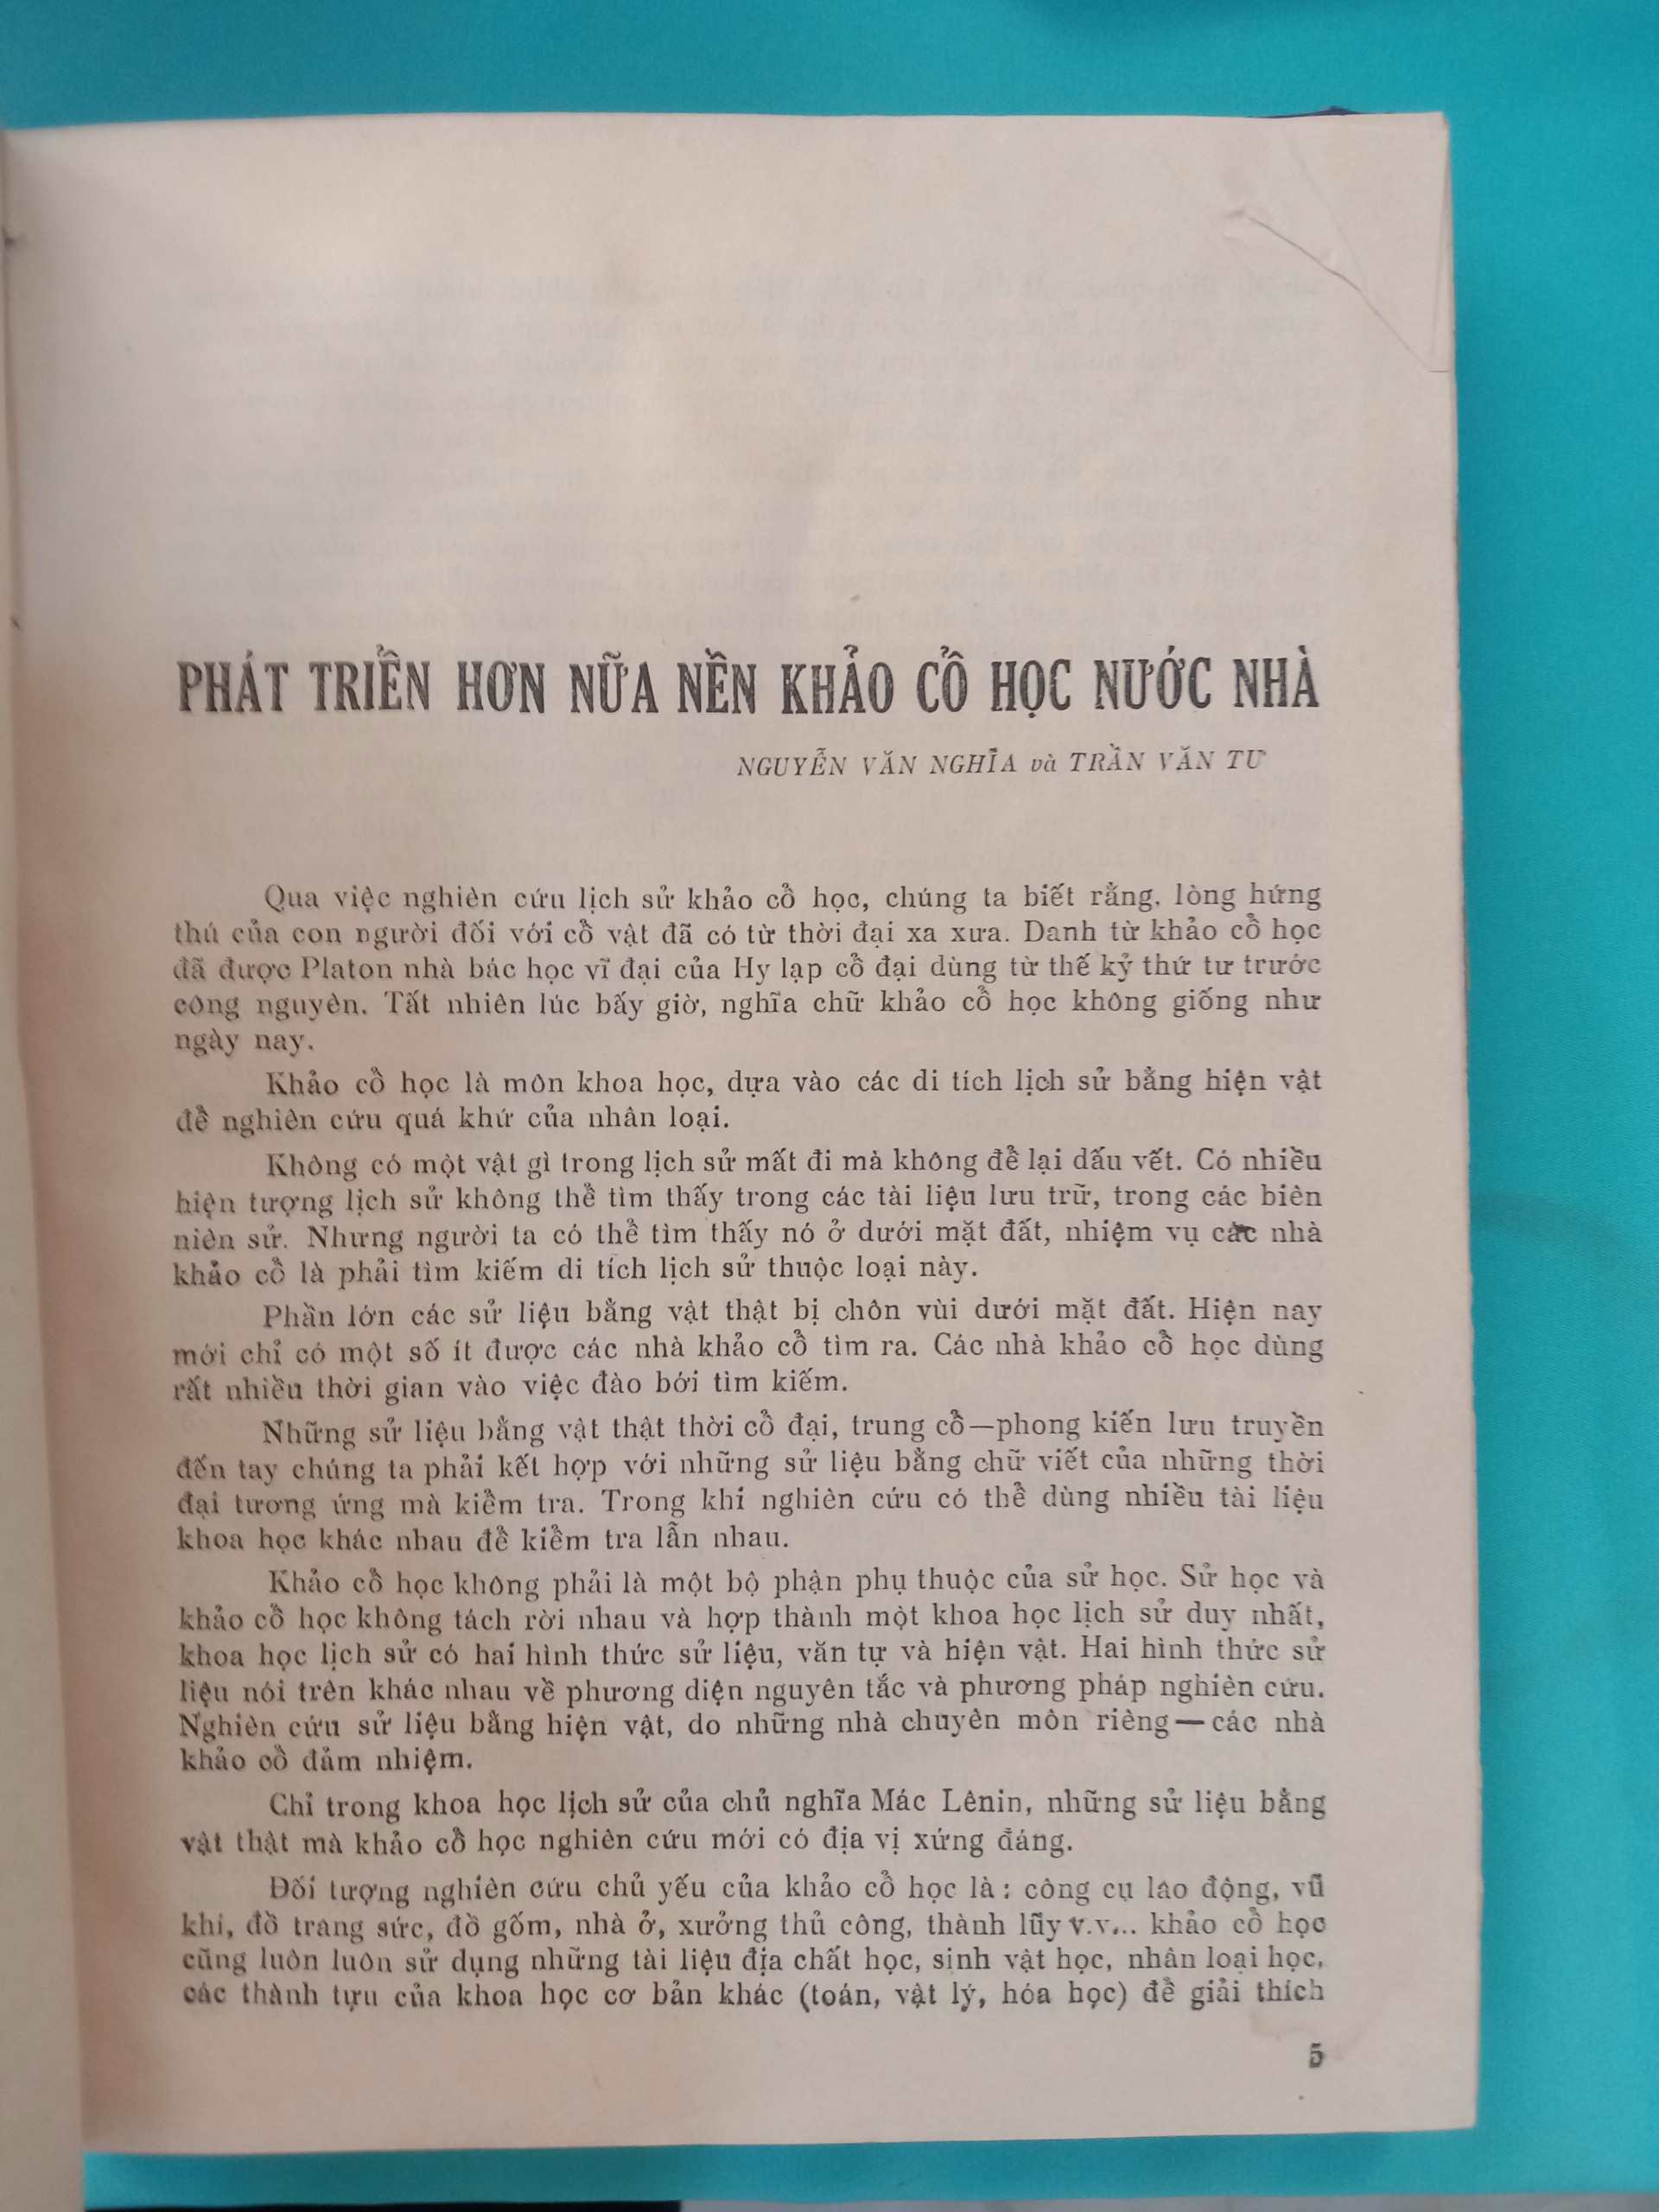 PHÁT TRIỂN HƠN NỮA NỀN KHẢO CỔ HỌC NƯỚC NHÀ
NGUYỄN VĂN NGHĨA và TRẦN VĂN TƯ
Qua việc nghiên cứu lịch sử khảo cổ học, chúng ta biết rằng, lòng hứng
thú của con người đối với cổ vật đã có từ thời đại xa xưa. Danh từ khảo cổ học
đã được Platon nhà bác học vĩ đại của Hy lạp cổ đại dùng từ thế kỷ thứ tư trước
công nguyên. Tất nhiên lúc bấy giờ, nghĩa chữ khảo cổ học không giống như
ngày nay.
Khảo cổ học là môn khoa học, dựa vào các di tích lịch sử bằng hiện vật
để nghiên cứu quá khứ của nhân loại.
Không có một vật gì trong lịch sử mất đi mà không để lại dấu vết. Có nhiều
hiện tượng lịch sử không thể tìm thấy trong các tài liệu lưu trữ, trong các biên
niên sử. Nhưng người ta có thể tìm thấy nó ở dưới mặt đất, nhiệm vụ các nhà
khảo cổ là phải tìm kiếm di tích lịch sử thuộc loại này.
Phần lớn các sử liệu bằng vật thật bị chôn vùi dưới mặt đất. Hiện nay
mới chỉ có một số ít được các nhà khảo cổ tìm ra. Các nhà khảo cổ học dùng
rất nhiều thời gian vào việc đào bới tìm kiếm.
Những sử liệu bằng vật thật thời cổ đại, trung cổ—phong kiến lưu truyền
đến tay chúng ta phải kết hợp với những sử liệu bằng chữ viết của những thời
đại tương ứng mà kiểm tra. Trong khi nghiên cứu có thể dùng nhiều tài liệu
khoa học khác nhau để kiểm tra lẫn nhau.
Khảo cổ học không phải là một bộ phận phụ thuộc của sử học. Sử học và
khảo cổ học không tách rời nhau và hợp thành một khoa học lịch sử duy nhất,
khoa học lịch sử có hai hình thức sử liệu, văn tự và hiện vật. Hai hình thức sử
liệu nói trên khác nhau về phương diện nguyên tắc và phương pháp nghiên cứu.
Nghiên cứu sử liệu bằng hiện vật, do những nhà chuyên môn riêng — các nhà
khảo cổ đảm nhiệm.
Chỉ trong khoa học lịch sử của chủ nghĩa Mác Lênin, những sử liệu bằng
vật thật mà khảo cổ học nghiên cứu mới có địa vị xứng đáng.
Đối tượng nghiên cứu chủ yếu của khảo cổ học là: công cụ lao động, vũ
khí, đồ trang sức, đồ gốm, nhà ở, xưởng thủ công, thành lũy v.v... khảo cổ học
cũng luôn luôn sử dụng những tài liệu địa chất học, sinh vật học, nhân loại học,
các thành tựu của khoa học cơ bản khác (toán, vật lý, hóa học) để giải thích
5